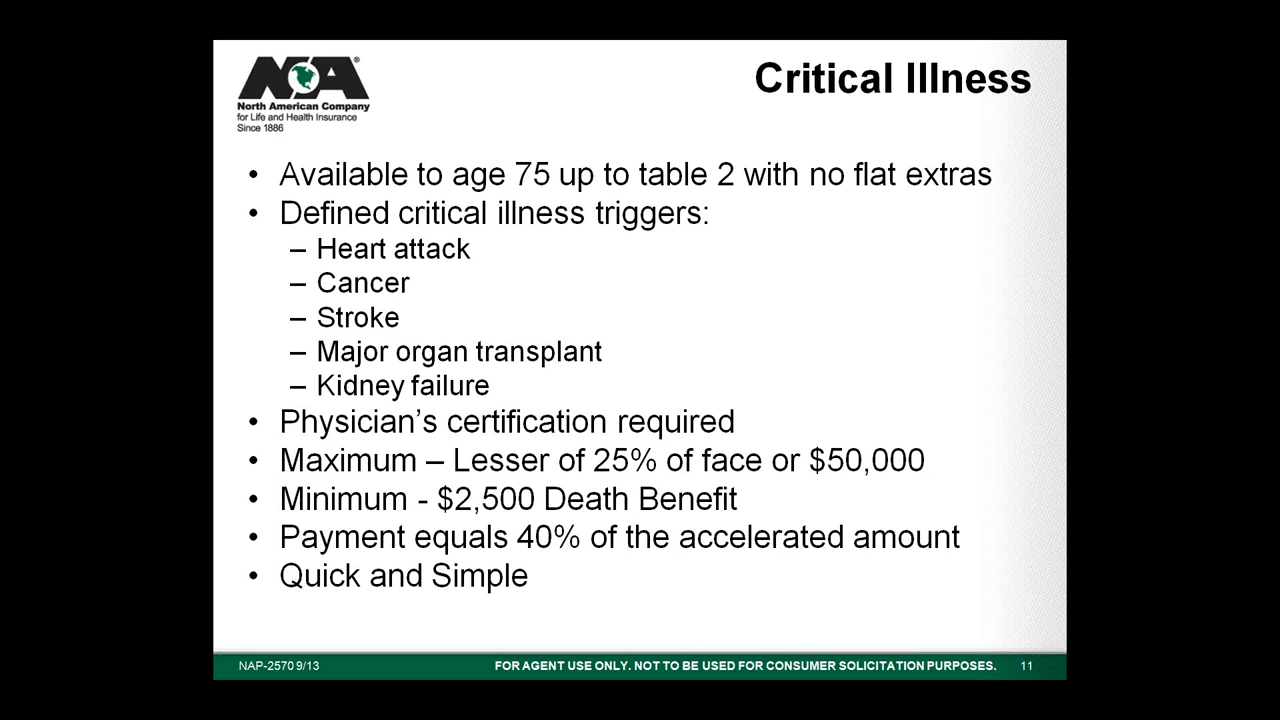 NA®
North American Company
for Life and Health Insurance
Since 1886
Critical Illness
• Available to age 75 up to table 2 with no flat extras
• Defined critical illness triggers:
– Heart attack
– Cancer
– Stroke
– Major organ transplant
– Kidney failure
• Physician’s certification required
• Maximum – Lesser of 25% of face or $50,000
• Minimum - $2,500 Death Benefit
• Payment equals 40% of the accelerated amount
• Quick and Simple
NAP-2570 9/13
FOR AGENT USE ONLY. NOT TO BE USED FOR CONSUMER SOLICITATION PURPOSES.
11